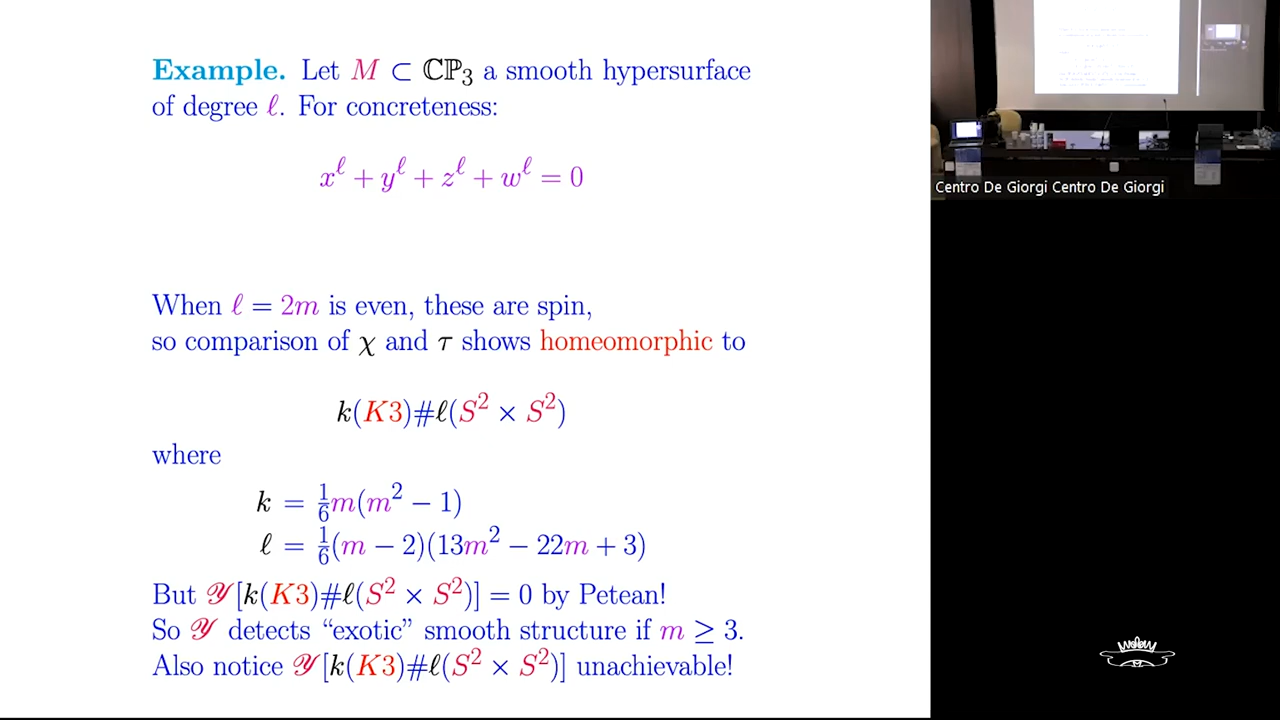 Example. Let M ⊂ ℂℙ₃ a smooth hypersurface
of degree ℓ. For concreteness:
x^ℓ + y^ℓ + z^ℓ + w^ℓ = 0
When ℓ = 2m is even, these are spin,
so comparison of χ and τ shows homeomorphic to
k(K3)#ℓ(S² × S²)
where
k = 1/6 m(m² − 1)
ℓ = 1/6 (m − 2)(13m² − 22m + 3)
But 𝒴[k(K3)#ℓ(S² × S²)] = 0 by Petean!
So 𝒴 detects “exotic” smooth structure if m ≥ 3.
Also notice 𝒴[k(K3)#ℓ(S² × S²)] unachievable!
Centro De Giorgi Centro De Giorgi